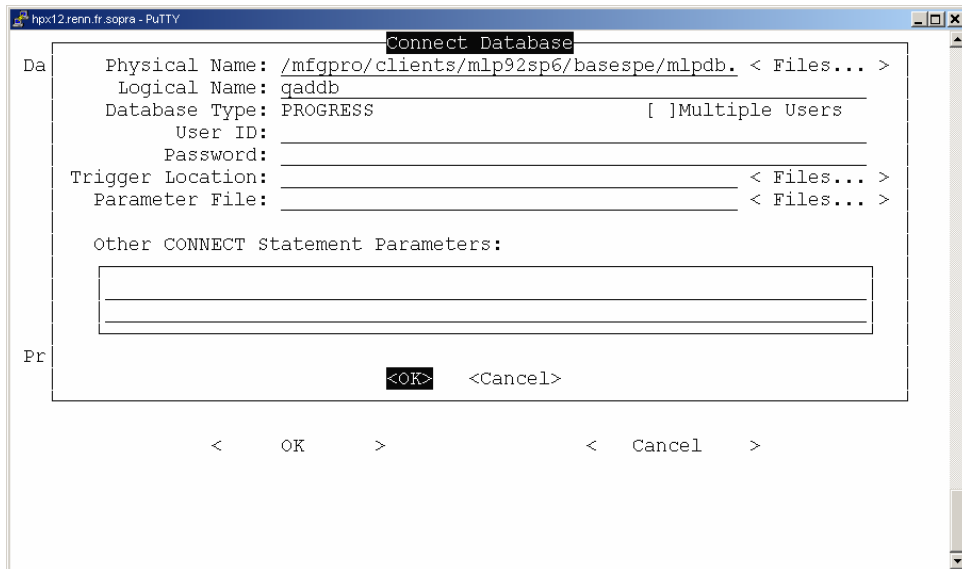 hpx12.renn.fr.sopra - PuTTY
Connect Database
Da
Physical Name: /mfgpro/clients/mlp92sp6/basespe/mlpdb. < Files... >
Logical Name: qaddb
Database Type: PROGRESS [ ]Multiple Users
User ID:
Password:
Trigger Location: < Files... >
Parameter File: < Files... >
Other CONNECT Statement Parameters:
Pr
<OK> <Cancel>
< OK > < Cancel >